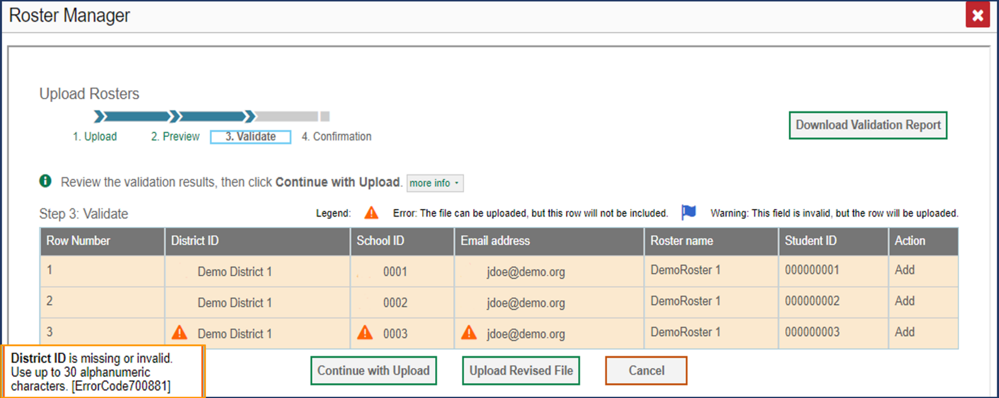 Roster Manager
Upload Rosters
1. Upload 2. Preview 3. Validate 4. Confirmation
Download Validation Report
Review the validation results, then click Continue with Upload. more info
Step 3: Validate
Legend: Error: The file can be uploaded, but this row will not be included. Warning: This field is invalid, but the row will be uploaded.
Row Number District ID School ID Email address Roster name Student ID Action
1 Demo District 1 0001 jdoe@demo.org DemoRoster 1 000000001 Add
2 Demo District 1 0002 jdoe@demo.org DemoRoster 1 000000002 Add
3 Demo District 1 0003 jdoe@demo.org DemoRoster 1 000000003 Add
District ID is missing or invalid.
Use up to 30 alphanumeric
characters. [ErrorCode700881]
Continue with Upload Upload Revised File Cancel